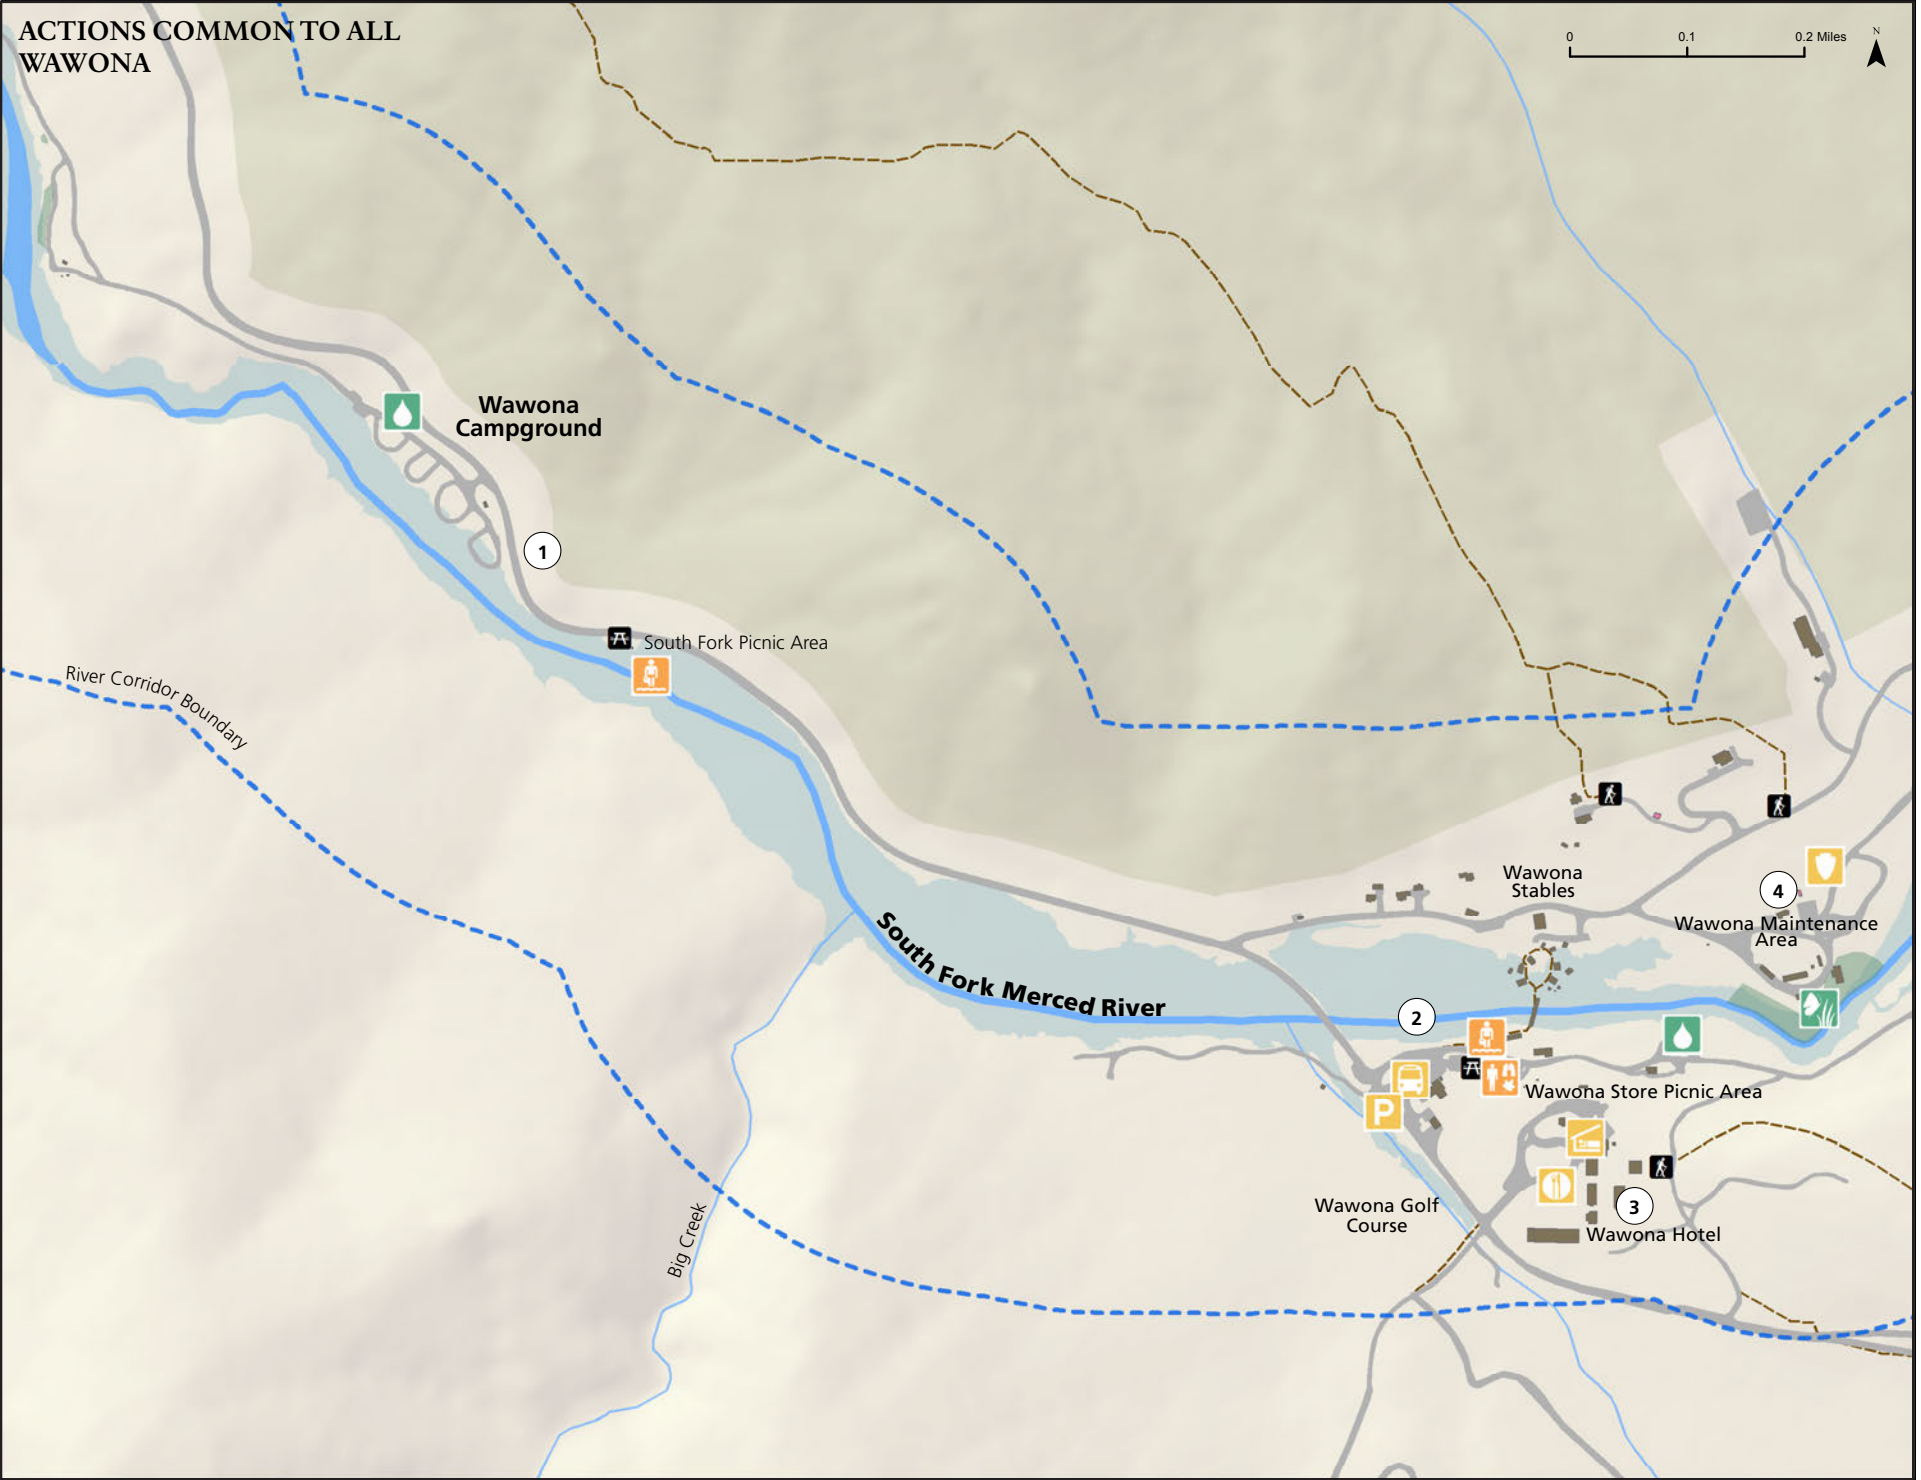 ACTIONS COMMON TO ALL
WAWONA
0 0.1 0.2 Miles
N
Wawona
Campground
1
South Fork Picnic Area
River Corridor Boundary
Wawona
Stables
4
Wawona Maintenance
Area
South Fork Merced River
2
P
Wawona Store Picnic Area
Wawona Golf
Course
3
Wawona Hotel
Big Creek